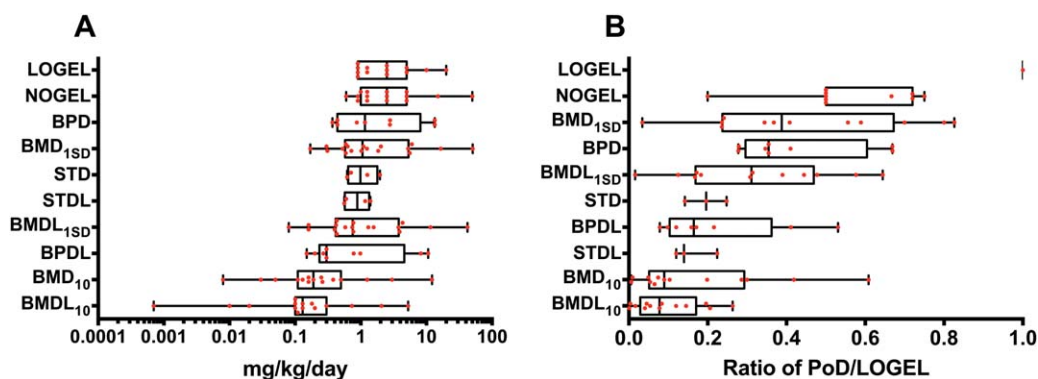 A
LOGEL
NOGEL
BPD
BMD1SD
STD
STDL
BMDL1SD
BPDL
BMD10
BMDL10
0.0001 0.001 0.01 0.1 1 10 100
mg/kg/day
B
LOGEL
NOGEL
BMD1SD
BPD
BMDL1SD
STD
BPDL
STDL
BMD10
BMDL10
0.0 0.2 0.4 0.6 0.8 1.0
Ratio of PoD/LOGEL